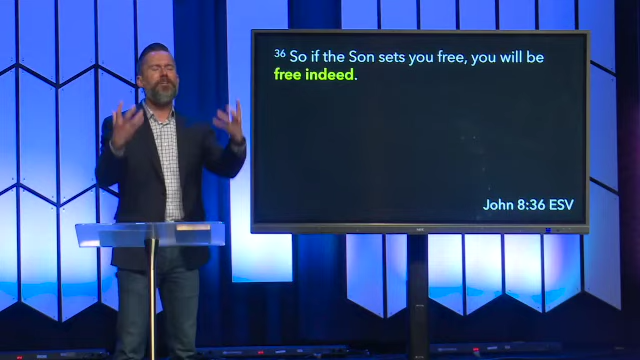 36 So if the Son sets you free, you will be
free indeed.
John 8:36 ESV